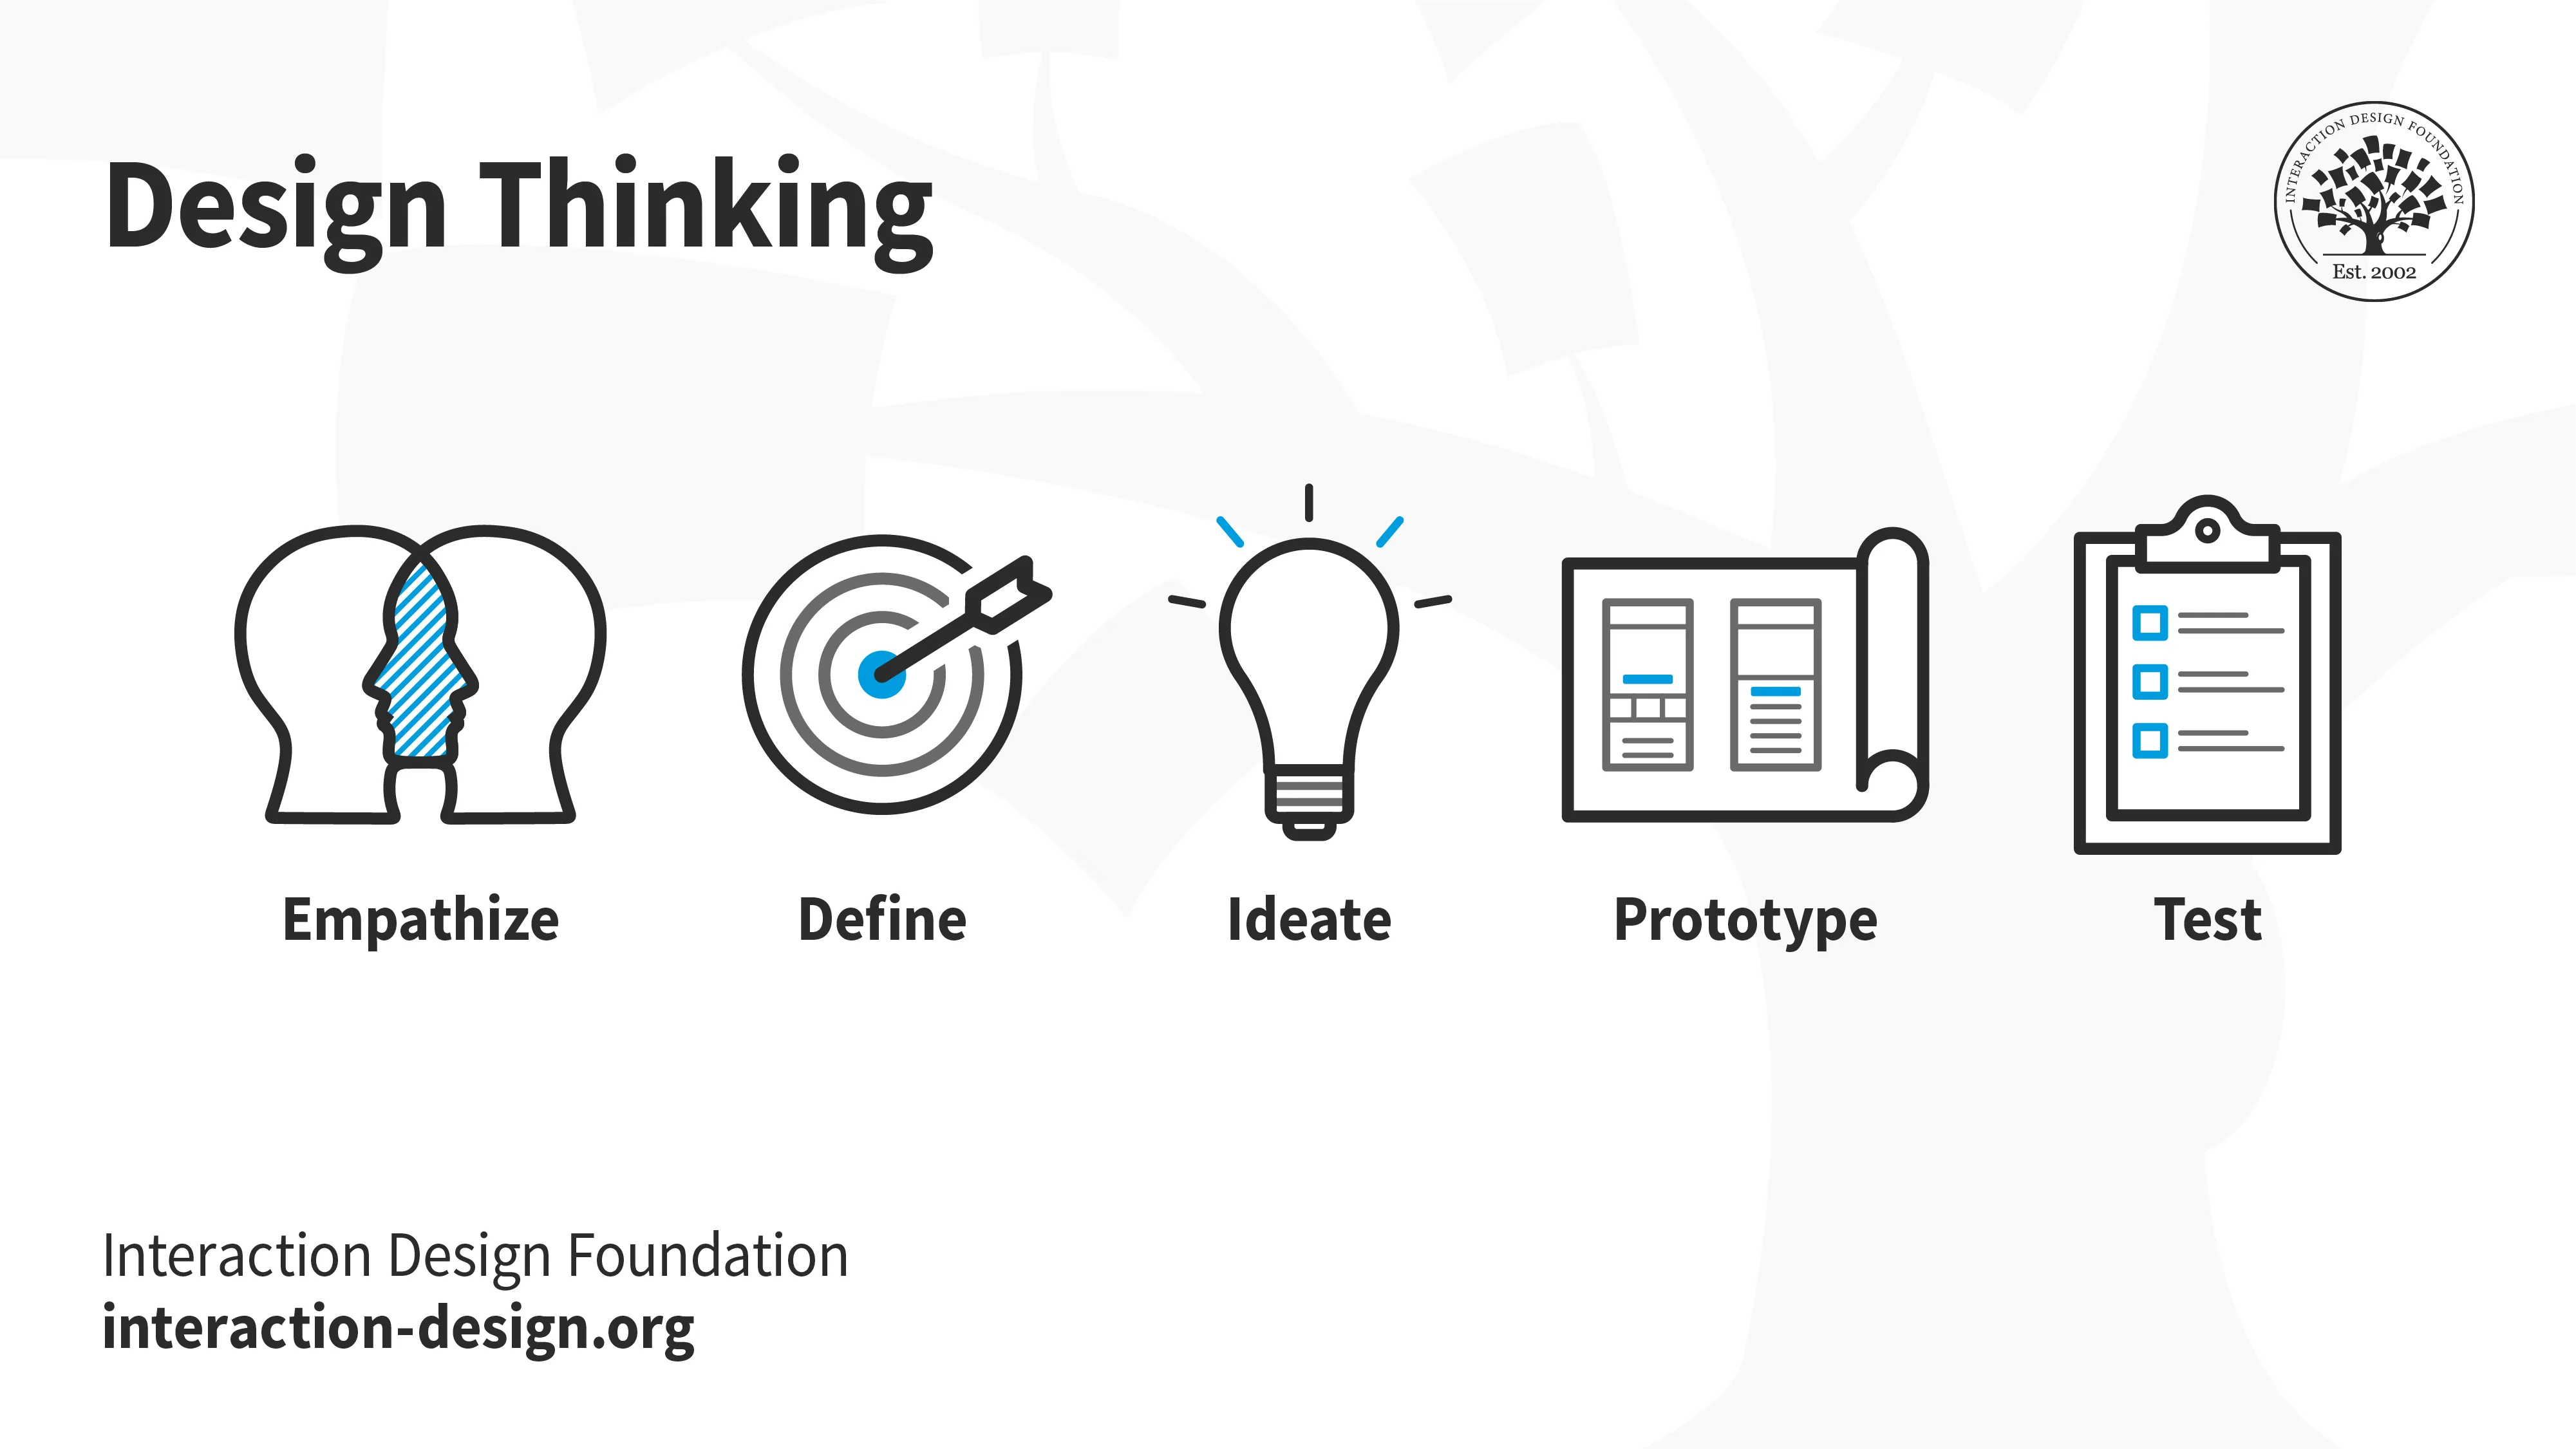 Design Thinking
INTERACTION DESIGN FOUNDATION
Est. 2002
Empathize
Define
Ideate
Prototype
Test
Interaction Design Foundation
interaction-design.org